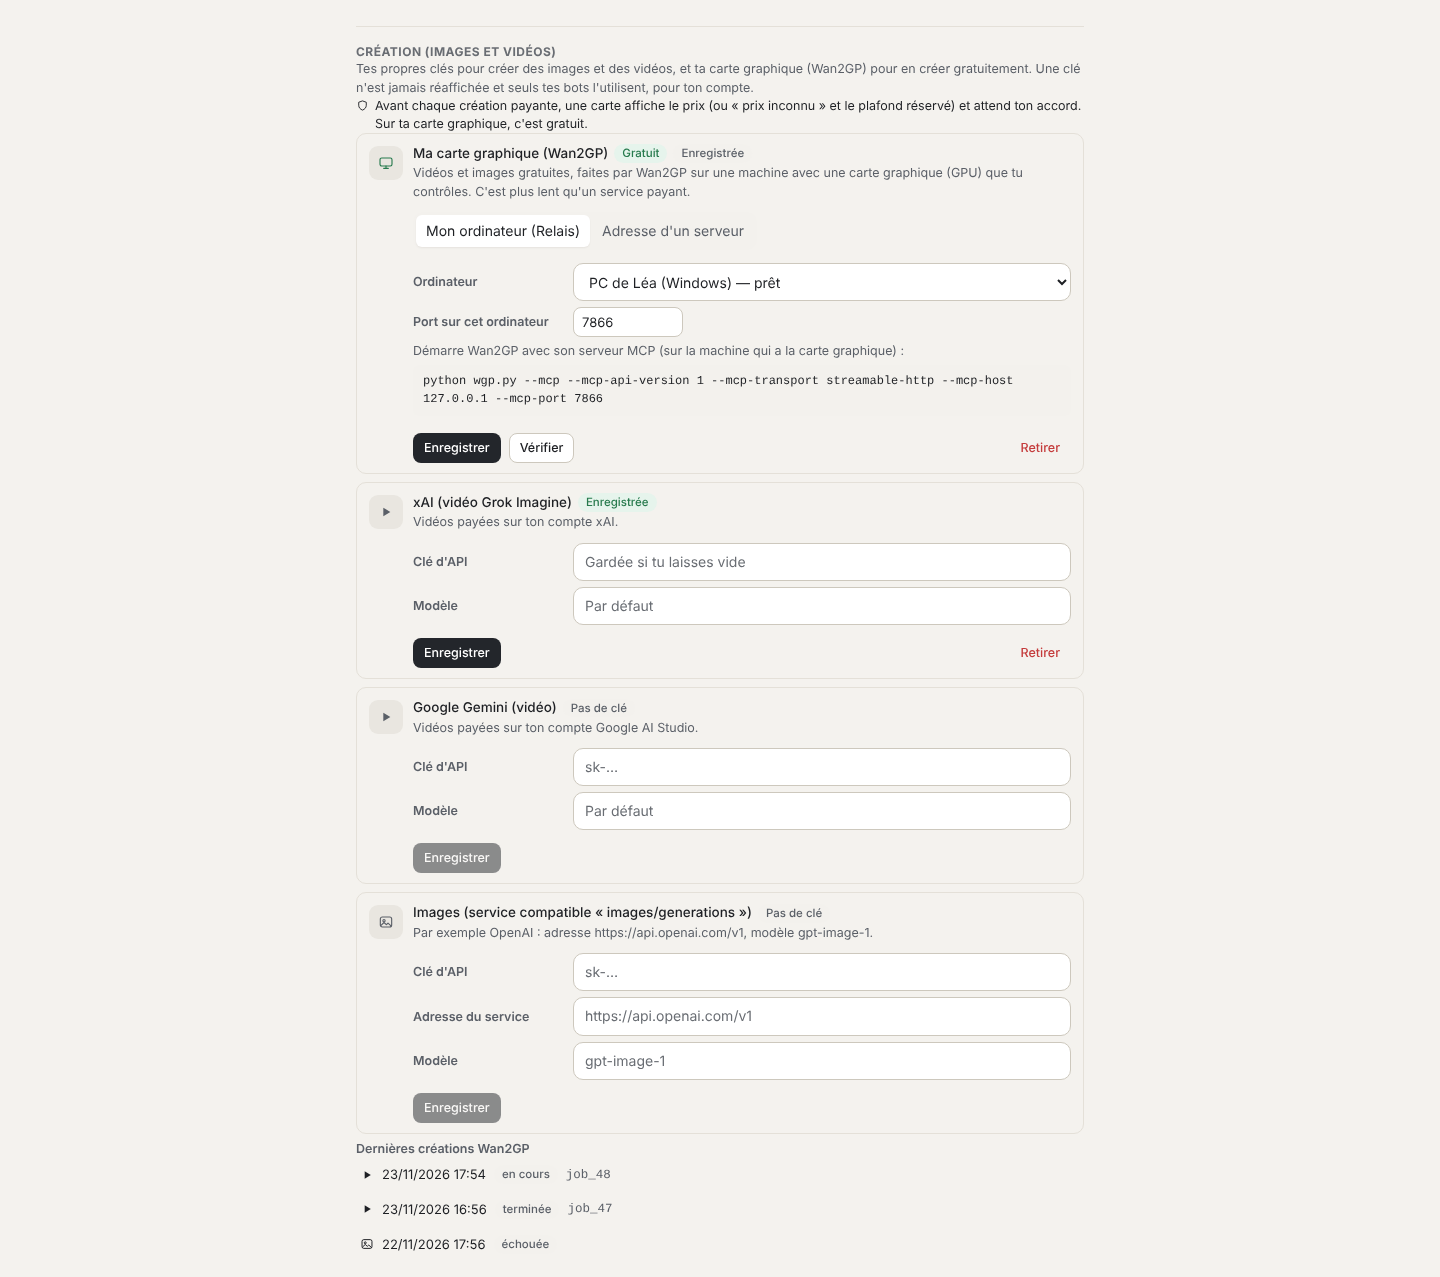 CRÉATION (IMAGES ET VIDÉOS)
Tes propres clés pour créer des images et des vidéos, et ta carte graphique (Wan2GP) pour en créer gratuitement. Une clé
n'est jamais réaffichée et seuls tes bots l'utilisent, pour ton compte.
Avant chaque création payante, une carte affiche le prix (ou « prix inconnu » et le plafond réservé) et attend ton accord.
Sur ta carte graphique, c'est gratuit.
Ma carte graphique (Wan2GP) Gratuit Enregistrée
Vidéos et images gratuites, faites par Wan2GP sur une machine avec une carte graphique (GPU) que tu
contrôles. C'est plus lent qu'un service payant.
Mon ordinateur (Relais) Adresse d'un serveur
Ordinateur PC de Léa (Windows) — prêt
Port sur cet ordinateur 7866
Démarre Wan2GP avec son serveur MCP (sur la machine qui a la carte graphique) :
python wgp.py --mcp --mcp-api-version 1 --mcp-transport streamable-http --mcp-host
127.0.0.1 --mcp-port 7866
Enregistrer Vérifier Retirer
xAI (vidéo Grok Imagine) Enregistrée
Vidéos payées sur ton compte xAI.
Clé d'API Gardée si tu laisses vide
Modèle Par défaut
Enregistrer Retirer
Google Gemini (vidéo) Pas de clé
Vidéos payées sur ton compte Google AI Studio.
Clé d'API sk-...
Modèle Par défaut
Enregistrer
Images (service compatible « images/generations ») Pas de clé
Par exemple OpenAI : adresse https://api.openai.com/v1, modèle gpt-image-1.
Clé d'API sk-...
Adresse du service https://api.openai.com/v1
Modèle gpt-image-1
Enregistrer
Dernières créations Wan2GP
23/11/2026 17:54 en cours job_48
23/11/2026 16:56 terminée job_47
22/11/2026 17:56 échouée